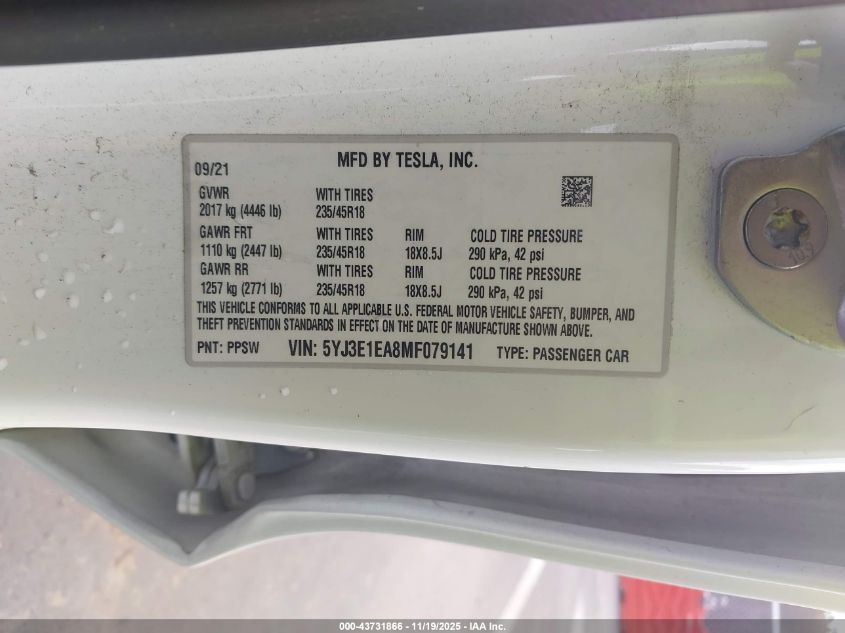 09/21 MFD BY TESLA, INC.
GVWR WITH TIRES
2017 kg (4446 lb) 235/45R18
GAWR FRT WITH TIRES RIM COLD TIRE PRESSURE
1110 kg (2447 lb) 235/45R18 18X8.5J 290 kPa, 42 psi
GAWR RR WITH TIRES RIM COLD TIRE PRESSURE
1257 kg (2771 lb) 235/45R18 18X8.5J 290 kPa, 42 psi
THIS VEHICLE CONFORMS TO ALL APPLICABLE U.S. FEDERAL MOTOR VEHICLE SAFETY, BUMPER, AND
THEFT PREVENTION STANDARDS IN EFFECT ON THE DATE OF MANUFACTURE SHOWN ABOVE.
PNT: PPSW VIN: 5YJ3E1EA8MF079141 TYPE: PASSENGER CAR
000-43731866 - 11/19/2025 - IAA Inc.